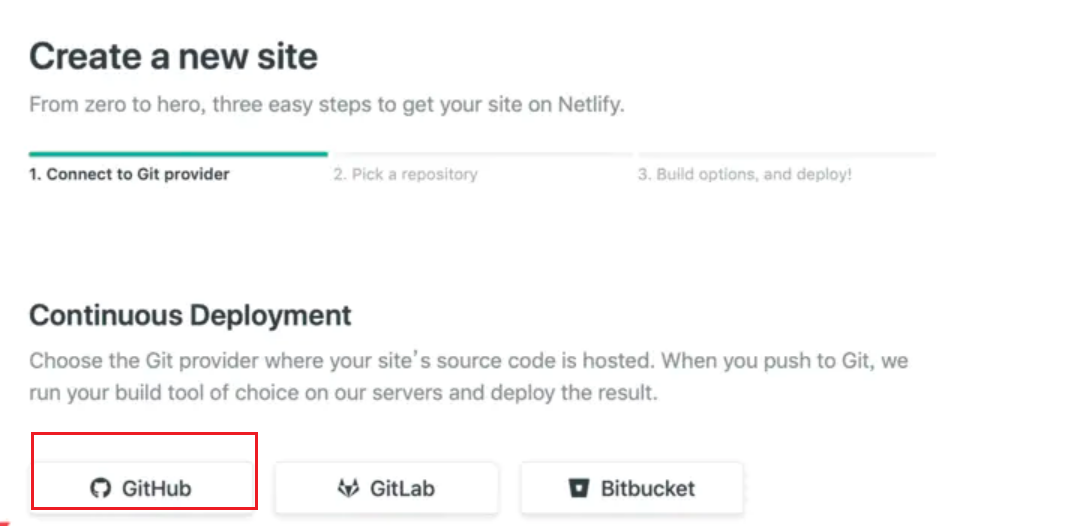 Create a new site
From zero to hero, three easy steps to get your site on Netlify.
1. Connect to Git provider
2. Pick a repository
3. Build options, and deploy!
Continuous Deployment
Choose the Git provider where your site's source code is hosted. When you push to Git, we
run your build tool of choice on our servers and deploy the result.
GitHub
GitLab
Bitbucket